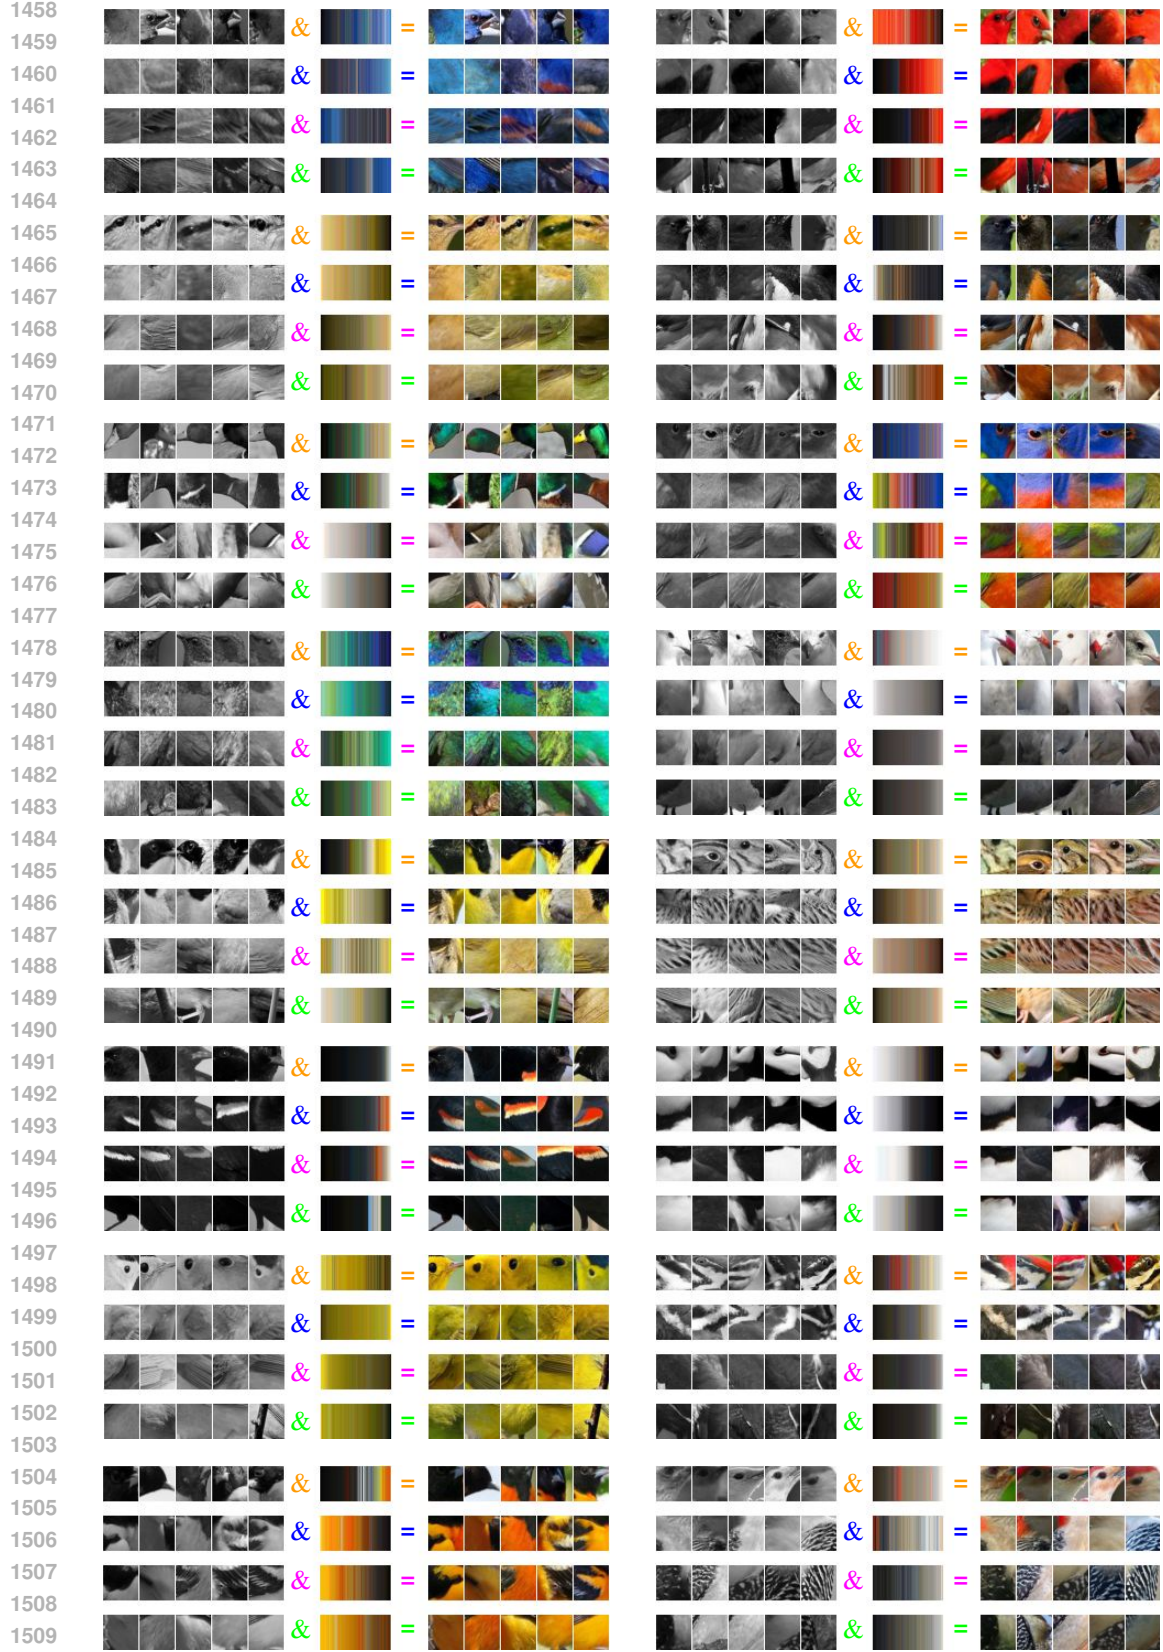 1458
1459 & = & =
1460 & = & =
1461
1462 & = & =
1463 & = & =
1464
1465 & = & =
1466
1467 & = & =
1468 & = & =
1469
1470 & = & =
1471
1472 & = & =
1473 & = & =
1474
1475 & = & =
1476 & = & =
1477
1478 & = & =
1479
1480 & = & =
1481 & = & =
1482
1483 & = & =
1484
1485 & = & =
1486 & = & =
1487
1488 & = & =
1489 & = & =
1490
1491 & = & =
1492
1493 & = & =
1494 & = & =
1495
1496 & = & =
1497
1498 & = & =
1499 & = & =
1500
1501 & = & =
1502 & = & =
1503
1504 & = & =
1505
1506 & = & =
1507 & = & =
1508
1509 & = & =